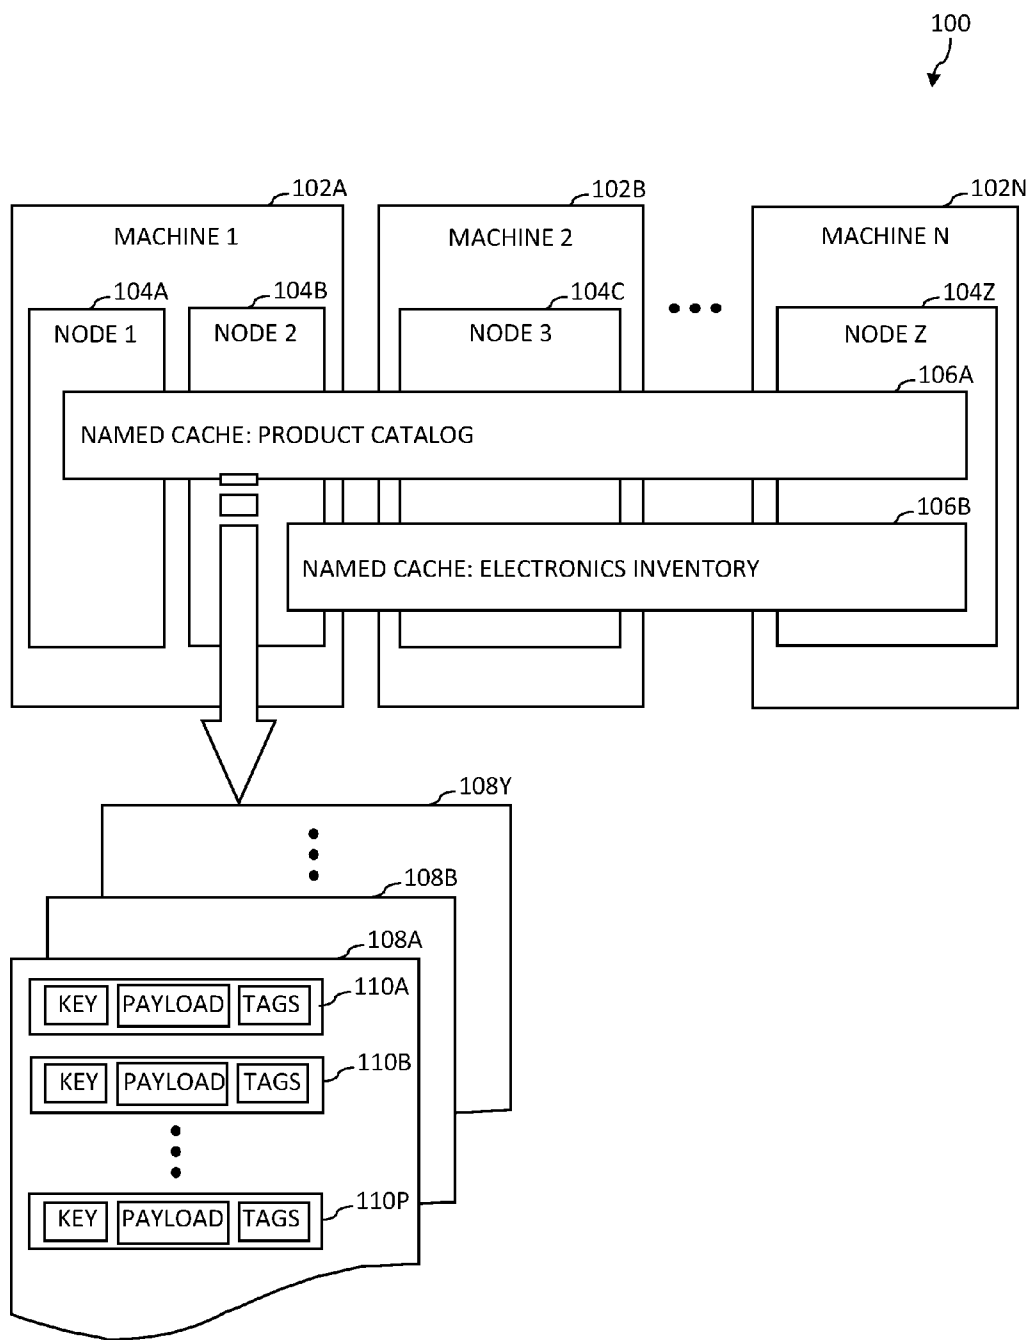 100
102A
102B
102N
MACHINE 1
MACHINE 2
MACHINE N
104A
104B
104C
104Z
NODE 1
NODE 2
NODE 3
NODE Z
106A
NAMED CACHE: PRODUCT CATALOG
106B
NAMED CACHE: ELECTRONICS INVENTORY
108Y
108B
108A
KEY PAYLOAD TAGS 110A
KEY PAYLOAD TAGS 110B
KEY PAYLOAD TAGS 110P